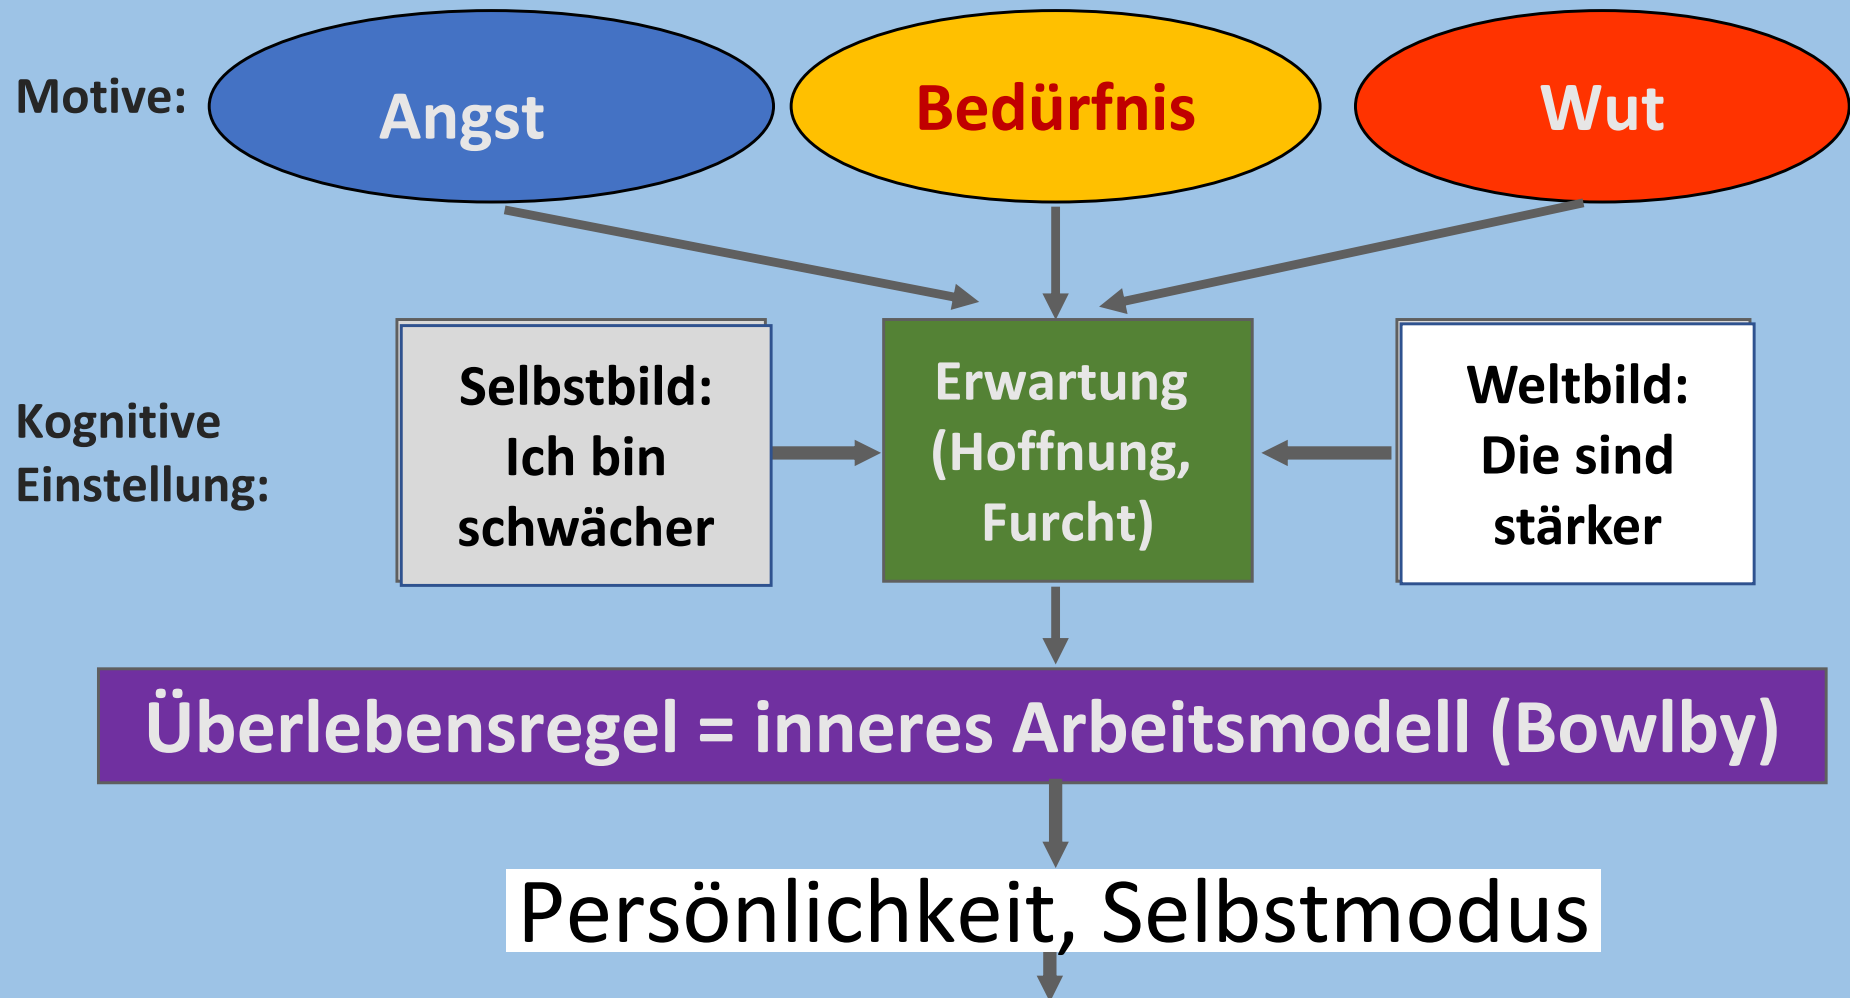 Motive:
Angst
Bedürfnis
Wut
Kognitive
Einstellung:
Selbstbild:
Ich bin
schwächer
Erwartung
(Hoffnung,
Furcht)
Weltbild:
Die sind
stärker
Überlebensregel = inneres Arbeitsmodell (Bowlby)
Persönlichkeit, Selbstmodus